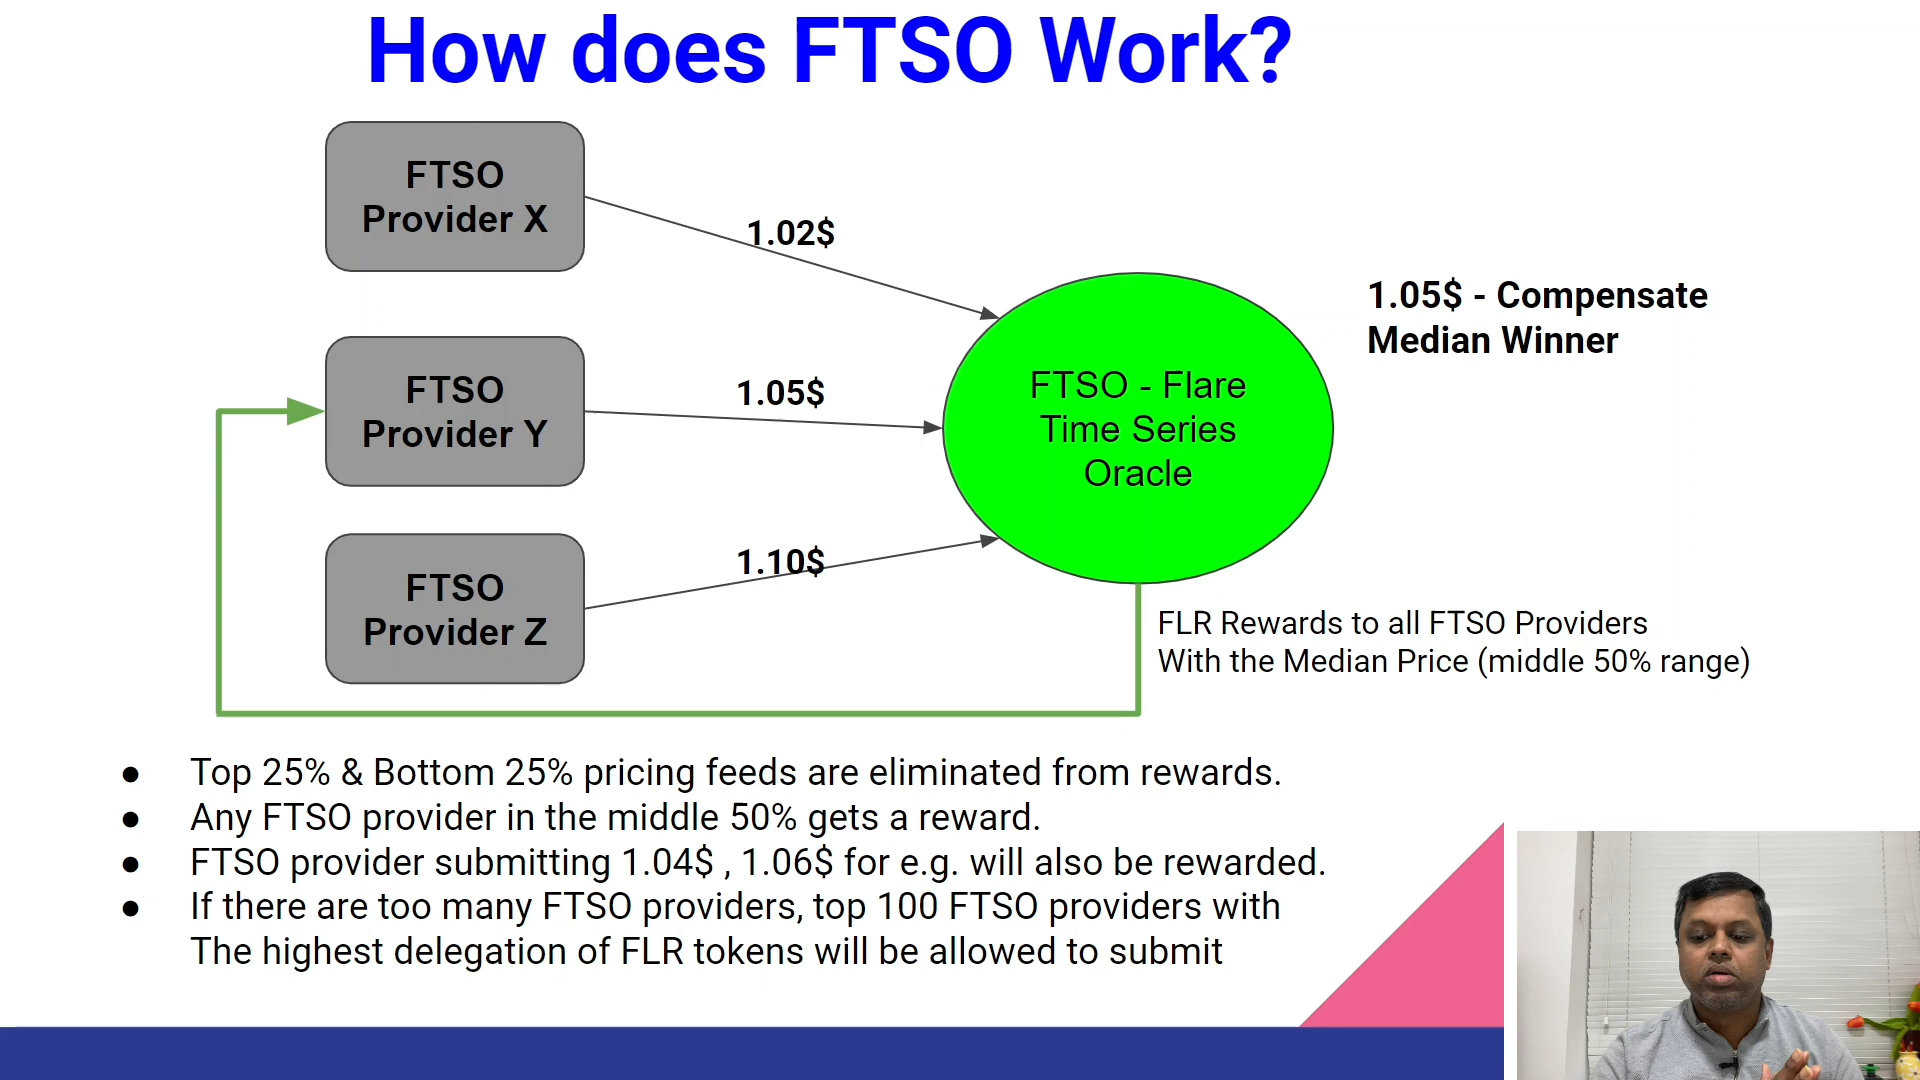 How does FTSO Work?
FTSO
Provider X
1.02$
1.05$ - Compensate
Median Winner
FTSO
Provider Y
1.05$
FTSO - Flare
Time Series
Oracle
FTSO
Provider Z
1.10$
FLR Rewards to all FTSO Providers
With the Median Price (middle 50% range)
● Top 25% & Bottom 25% pricing feeds are eliminated from rewards.
● Any FTSO provider in the middle 50% gets a reward.
● FTSO provider submitting 1.04$ , 1.06$ for e.g. will also be rewarded.
● If there are too many FTSO providers, top 100 FTSO providers with
The highest delegation of FLR tokens will be allowed to submit